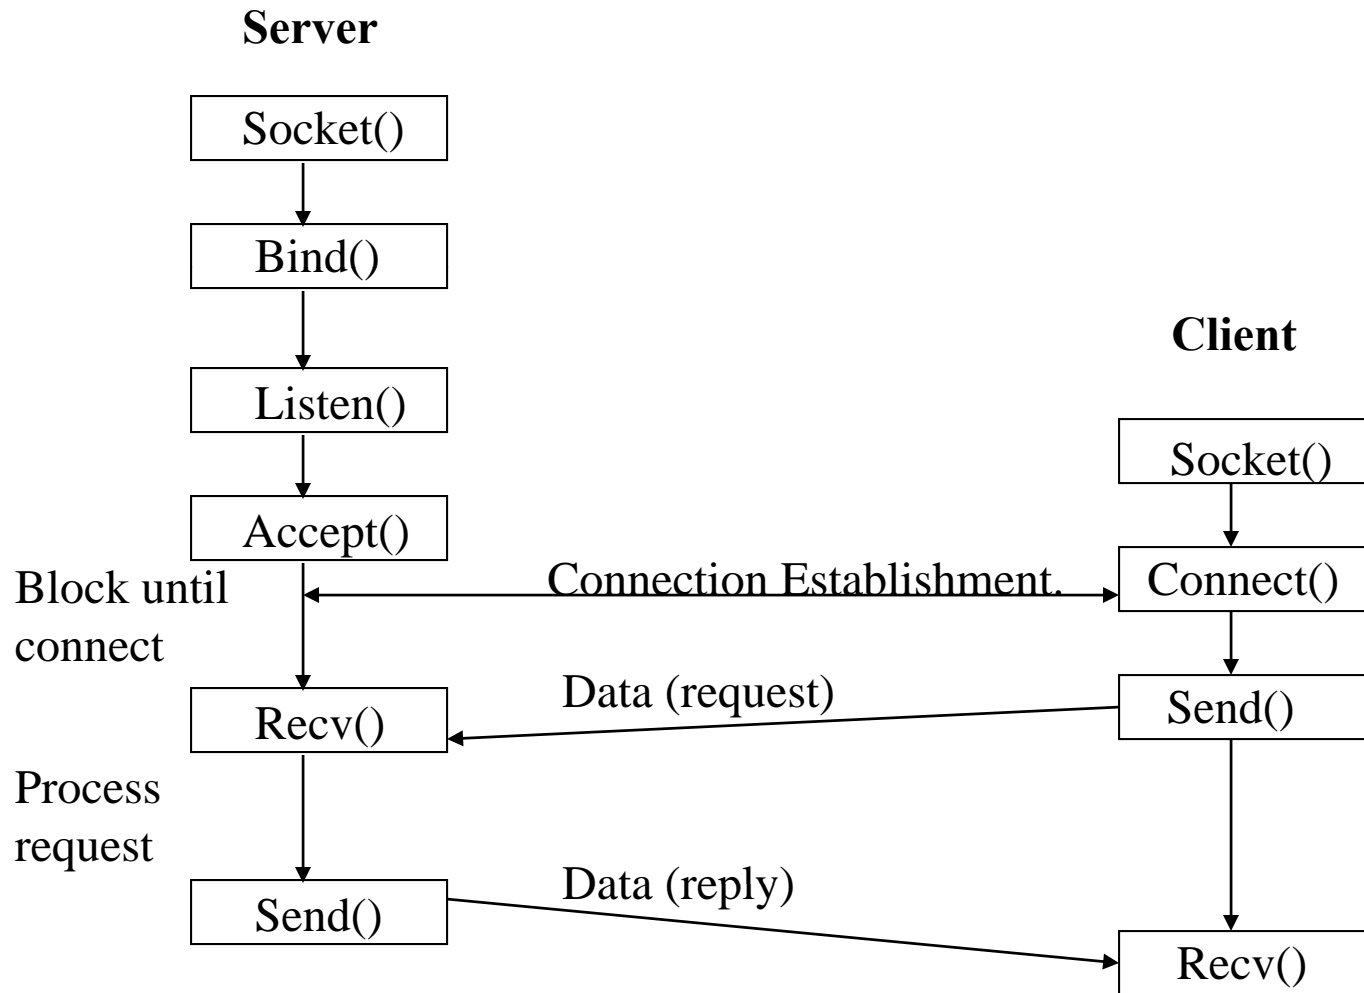 Server
Socket()
Bind()
Listen()
Accept()
Block until
connect
Recv()
Process
request
Send()
Connection Establishment.
Data (request)
Data (reply)
Client
Socket()
Connect()
Send()
Recv()